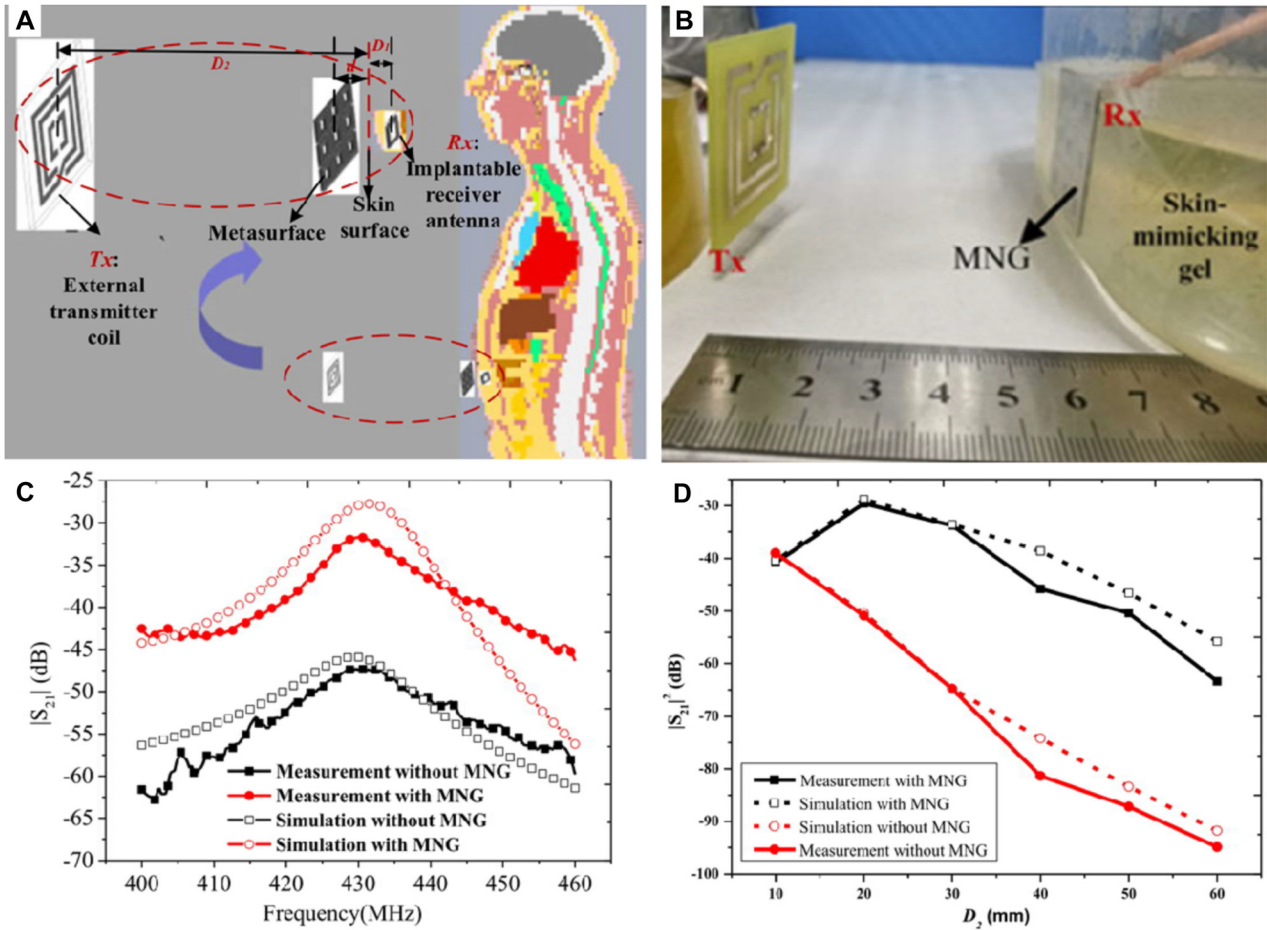 A
D₁
D₂
d
Rx:
Implantable
receiver
antenna
Skin
surface
Metasurface
Tx:
External
transmitter
coil
B
Rx
Skin-
mimicking
gel
MNG
Tx
cm 1 2 3 4 5 6 7 8 9
C
-25
-30
-35
-40
-45
-50
-55
-60
-65
-70
|S₂₁| (dB)
Measurement without MNG
Measurement with MNG
Simulation without MNG
Simulation with MNG
400 410 420 430 440 450 460
Frequency(MHz)
D
-30
-40
-50
-60
-70
-80
-90
-100
|S₂₁|² (dB)
Measurement with MNG
Simulation with MNG
Simulation without MNG
Measurement without MNG
10 20 30 40 50 60
D₂ (mm)